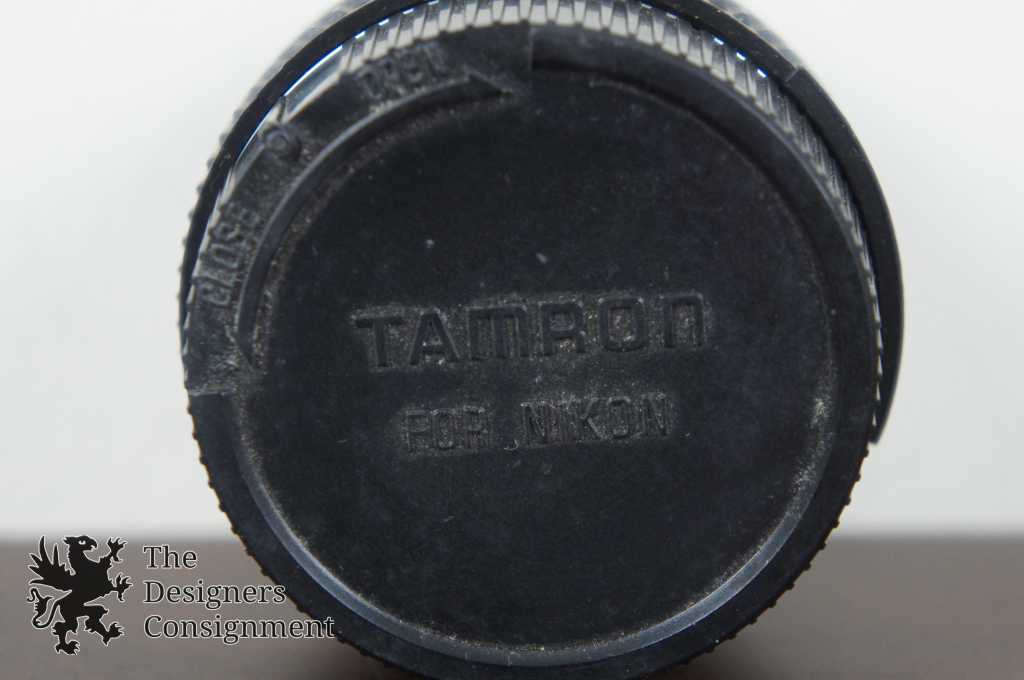 OPEN
CLOSE
TAMRON
FOR NIKON
The
Designers
Consignment